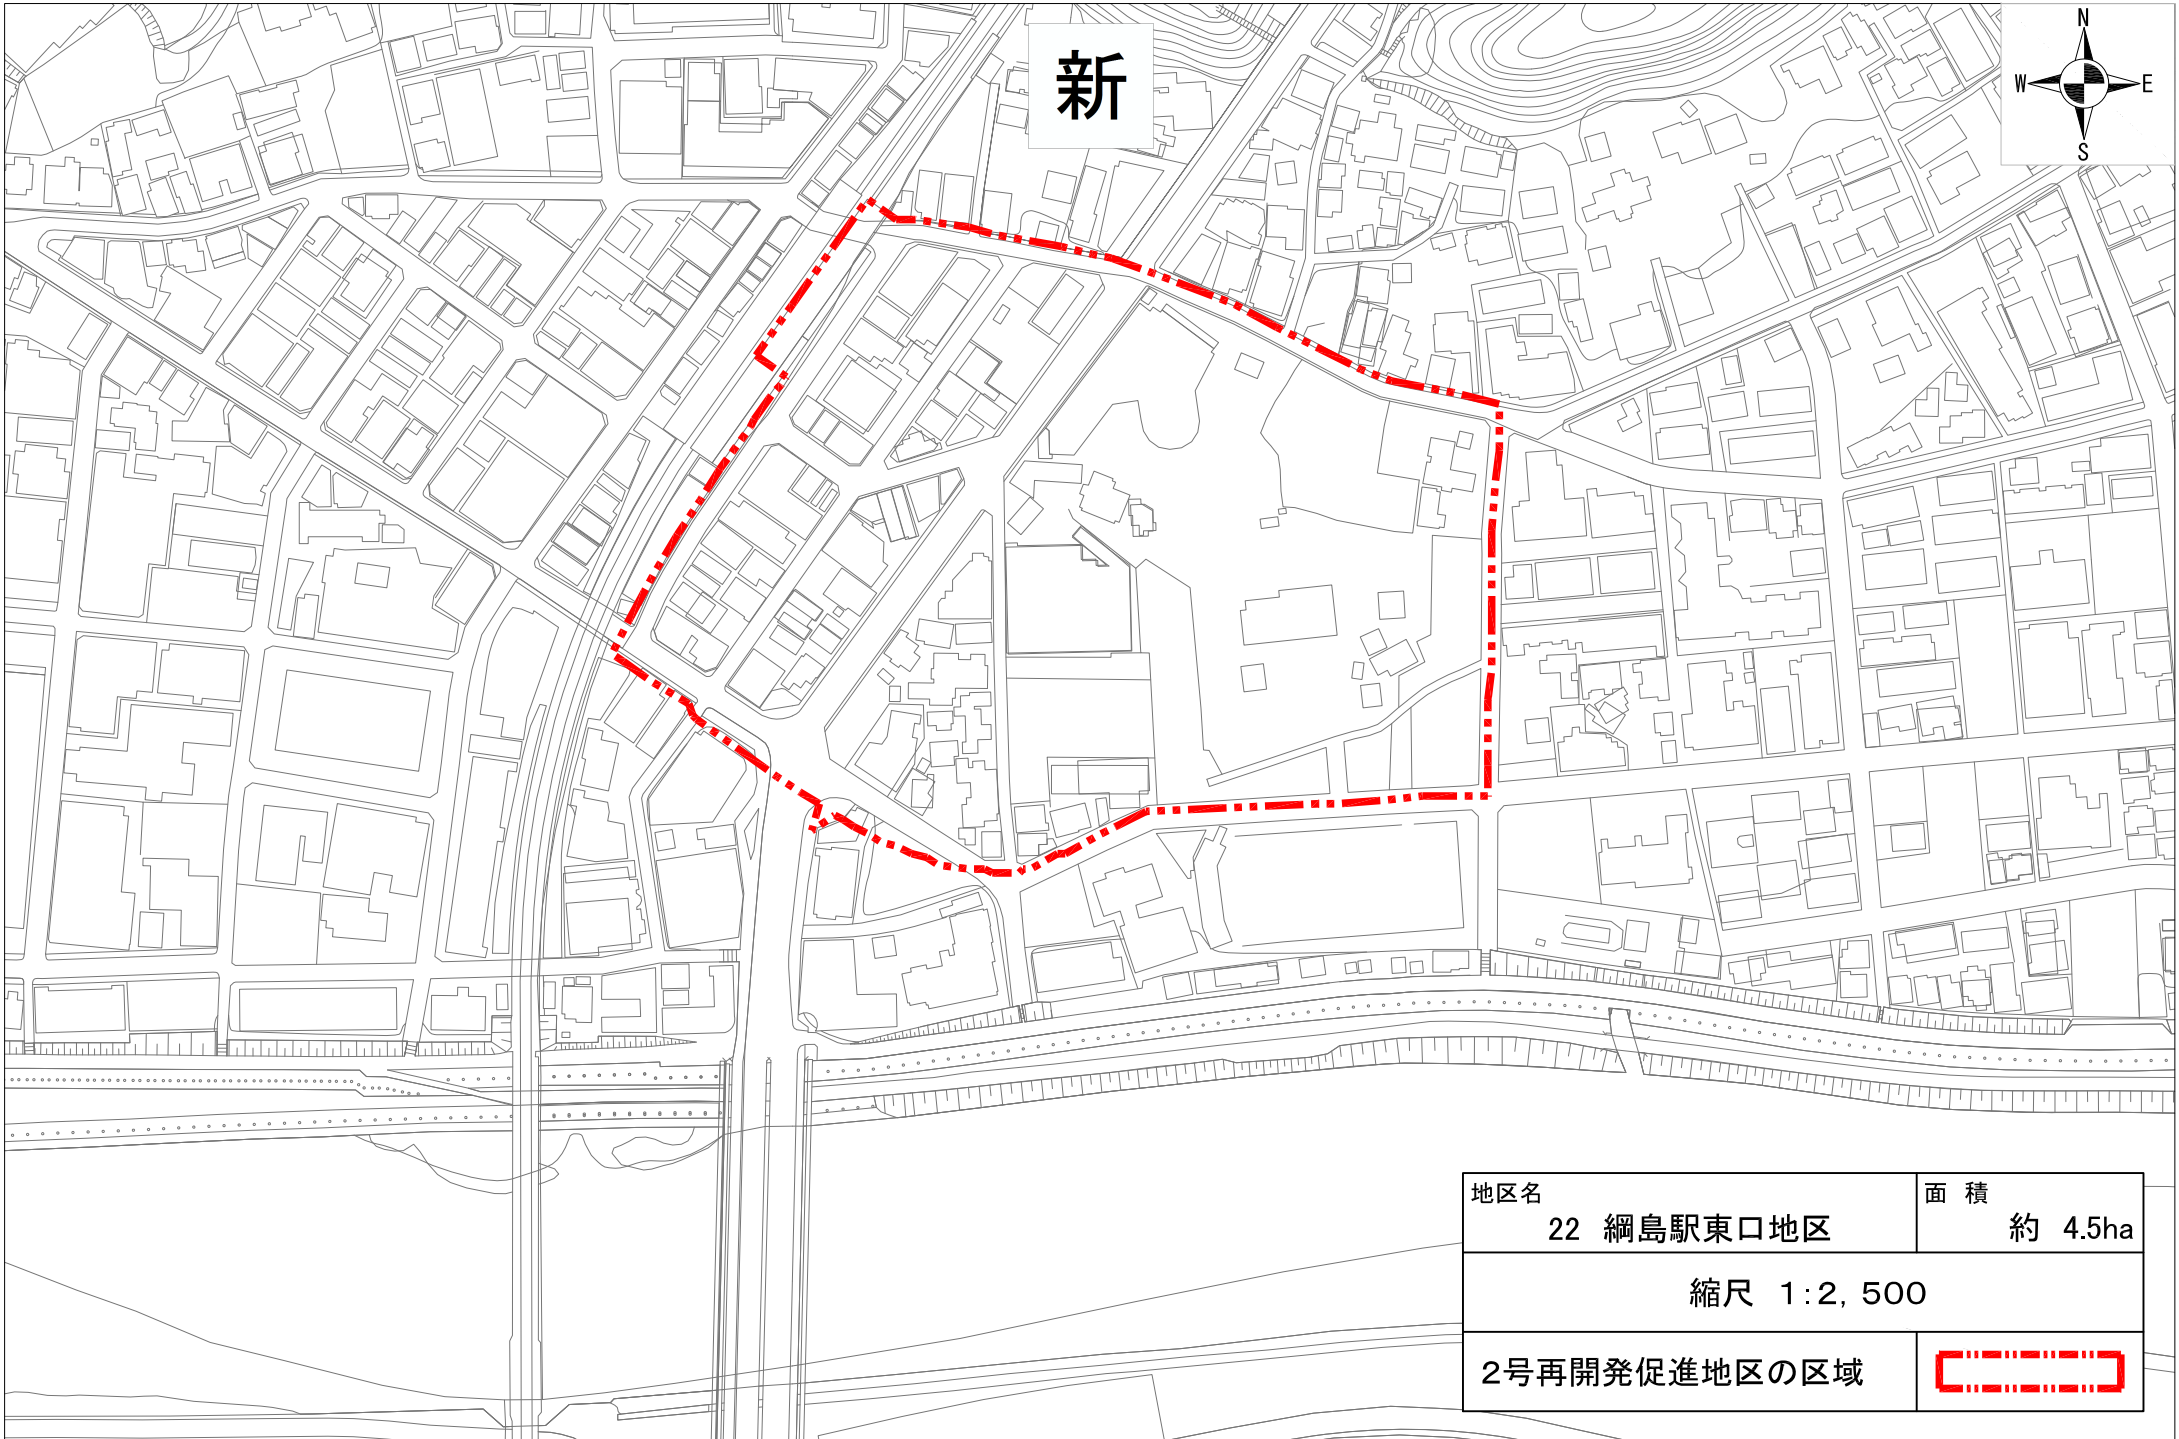 新
N
W E
S
地区名
22 綱島駅東口地区
面 積
約 4.5ha
縮尺 1:2,500
2号再開発促進地区の区域